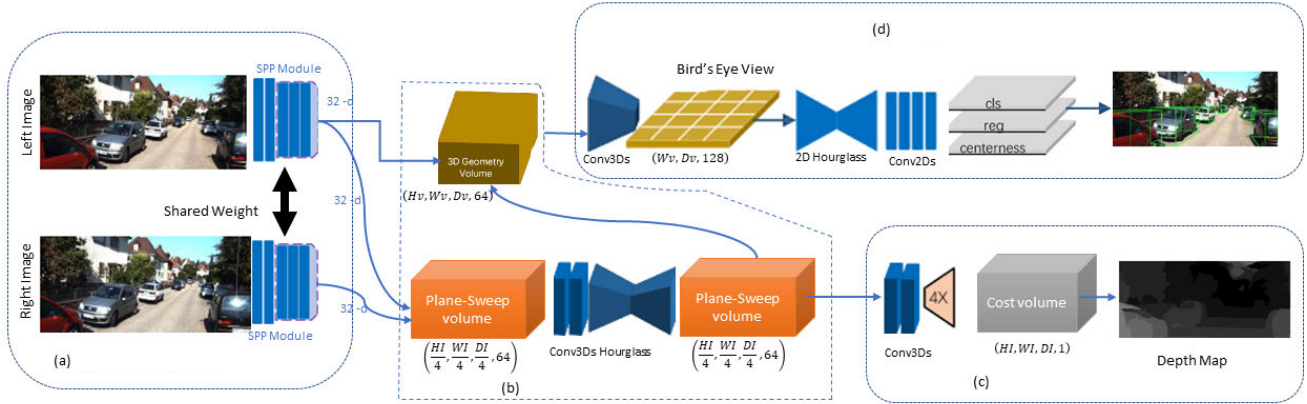 Left Image
SPP Module
32 -d
32 -d
Shared Weight
Right Image
SPP Module
32 -d
(a)
3D Geometry
Volume
(Hv, Wv, Dv, 64)
Plane-Sweep
volume
(HI/4, WI/4, DI/4, 64)
Conv3Ds Hourglass
Plane-Sweep
volume
(HI/4, WI/4, DI/4, 64)
(b)
(d)
Bird's Eye View
Conv3Ds
(Wv, Dv, 128)
2D Hourglass
Conv2Ds
cls
reg
centerness
4X
Conv3Ds
Cost volume
(HI, WI, DI, 1)
Depth Map
(c)